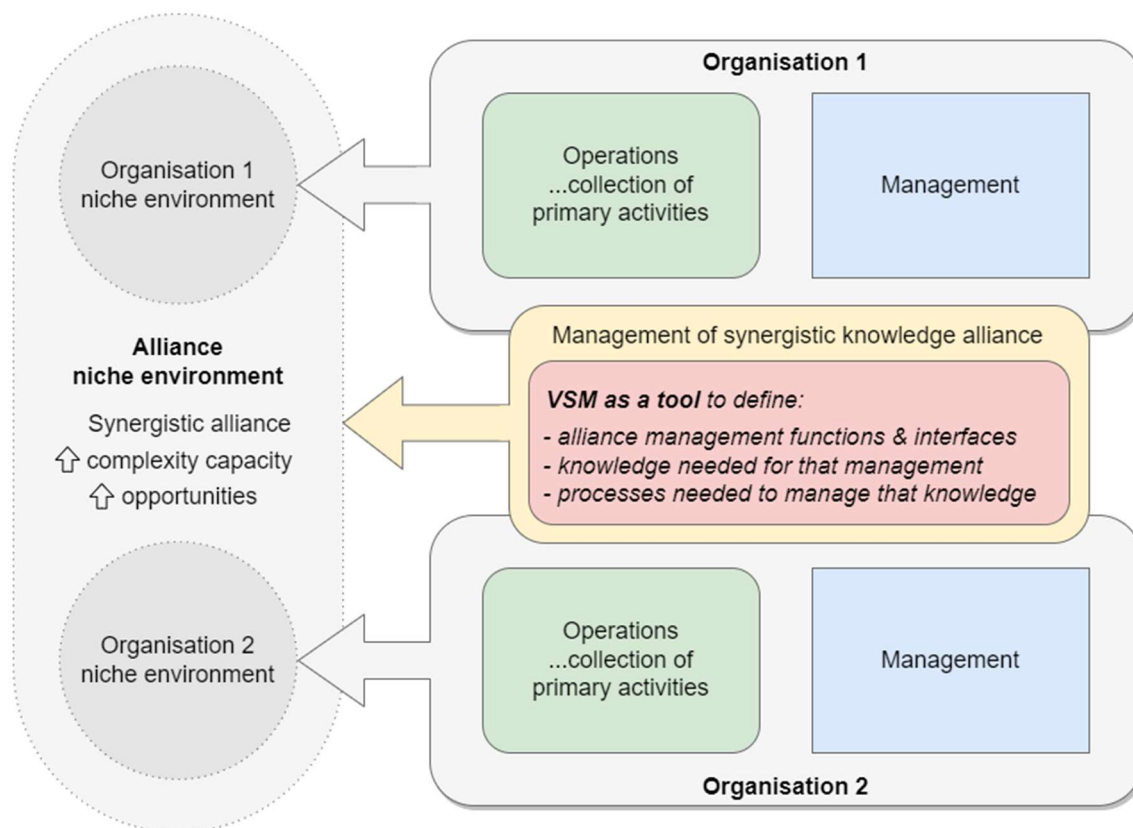 Organisation 1
Operations
...collection of
primary activities
Management
Organisation 1
niche environment
Alliance
niche environment
Synergistic alliance
complexity capacity
opportunities
Management of synergistic knowledge alliance
VSM as a tool to define:
- alliance management functions & interfaces
- knowledge needed for that management
- processes needed to manage that knowledge
Organisation 2
niche environment
Operations
...collection of
primary activities
Management
Organisation 2